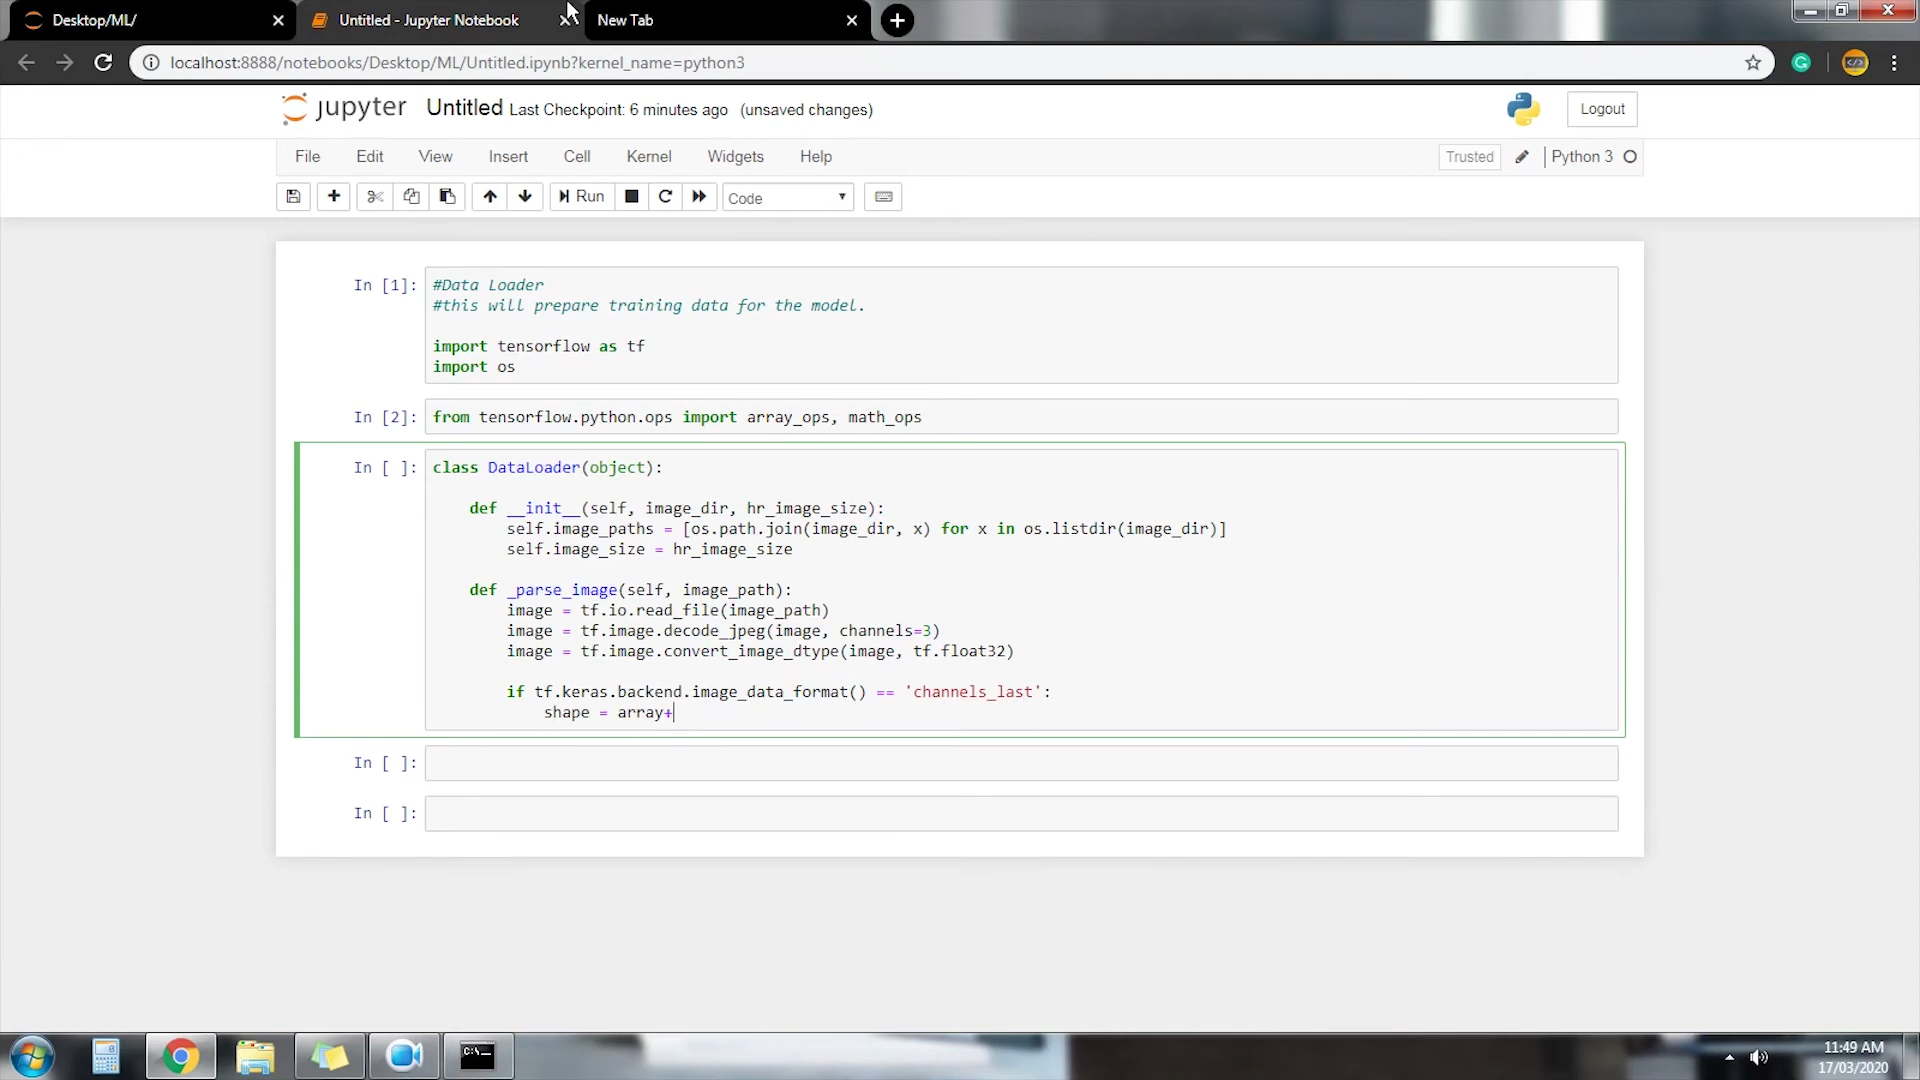 Desktop/ML/
Untitled - Jupyter Notebook
New Tab
localhost:8888/notebooks/Desktop/ML/Untitled.ipynb?kernel_name=python3
jupyter Untitled Last Checkpoint: 6 minutes ago (unsaved changes)
Logout
File Edit View Insert Cell Kernel Widgets Help
Trusted
Python 3
Run
Code
In [1]:
#Data Loader
#this will prepare training data for the model.
import tensorflow as tf
import os
In [2]:
from tensorflow.python.ops import array_ops, math_ops
In [ ]:
class DataLoader(object):
def __init__(self, image_dir, hr_image_size):
self.image_paths = [os.path.join(image_dir, x) for x in os.listdir(image_dir)]
self.image_size = hr_image_size
def _parse_image(self, image_path):
image = tf.io.read_file(image_path)
image = tf.image.decode_jpeg(image, channels=3)
image = tf.image.convert_image_dtype(image, tf.float32)
if tf.keras.backend.image_data_format() == 'channels_last':
shape = array+
In [ ]:
In [ ]:
C:\_
11:49 AM
17/03/2020